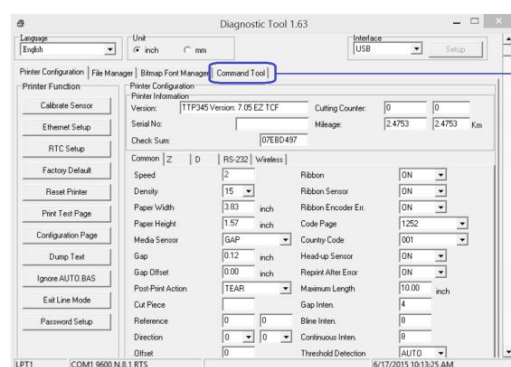 Diagnostic Tool 1.63
Language
English
Unit
inch
mm
Interface
USB
Setup
Printer Configuration
File Manager
Bitmap Font Manager
Command Tool
Printer Function
Calibrate Sensor
Ethernet Setup
RTC Setup
Factory Default
Reset Printer
Print Test Page
Configuration Page
Dump Text
Ignore AUTO.BAS
Exit Line Mode
Password Setup
Printer Configuration
Printer Information
Version: TTP345 Version: 7.05 EZ TCF
Cutting Counter: 0 0
Serial No:
Mileage: 2.4753 2.4753 Km
Check Sum: 07EBD497
Common Z D RS-232 Wireless
Speed 2
Ribbon ON
Density 15
Ribbon Sensor ON
Paper Width 3.83 inch
Ribbon Encoder Err. ON
Paper Height 1.57 inch
Code Page 1252
Media Sensor GAP
Country Code 001
Gap 0.12 inch
Head-up Sensor ON
Gap Offset 0.00 inch
Reprint After Error ON
Post-Print Action TEAR
Maximum Length 10.00 inch
Cut Piece
Gap Inten. 4
Reference 0 0
Bline Inten. 8
Direction 0 0
Continuous Inten. 8
Offset 0
Threshold Detection AUTO
LPT1 COM1 9600,N,8,1 RTS 6/17/2015 10:13:25 AM